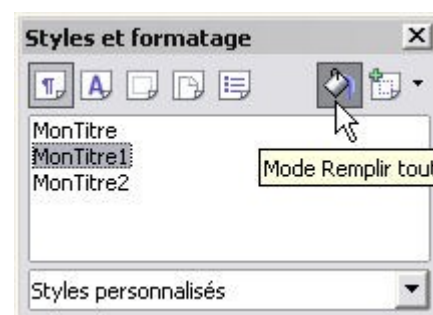 Styles et formatage
MonTitre
MonTitre1
MonTitre2
Mode Remplir tout
Styles personnalisés